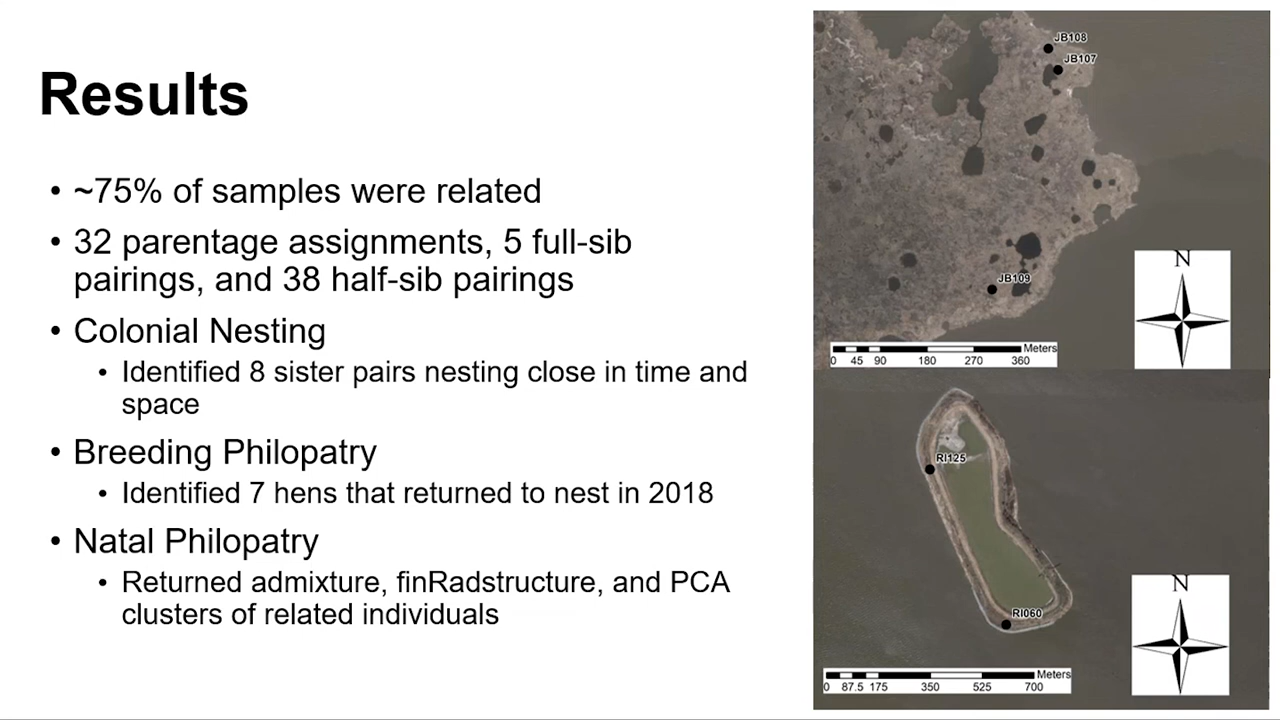 Results
• ~75% of samples were related
• 32 parentage assignments, 5 full-sib
pairings, and 38 half-sib pairings
• Colonial Nesting
• Identified 8 sister pairs nesting close in time and
space
• Breeding Philopatry
• Identified 7 hens that returned to nest in 2018
• Natal Philopatry
• Returned admixture, finRadstructure, and PCA
clusters of related individuals
JB108
JB107
JB109
N
Meters
0 45 90 180 270 360
RI125
RI060
N
Meters
0 87.5 175 350 525 700